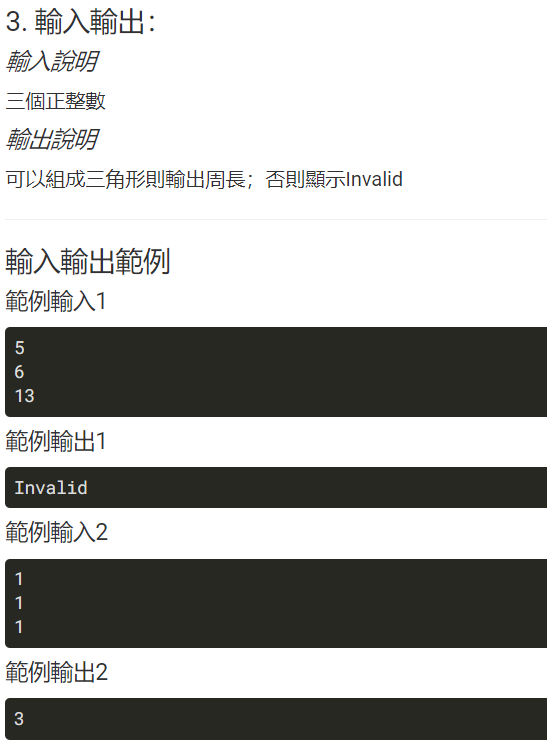 3. 輸入輸出：
輸入說明
三個正整數
輸出說明
可以組成三角形則輸出周長；否則顯示Invalid
輸入輸出範例
範例輸入1
5
6
13
範例輸出1
Invalid
範例輸入2
1
1
1
範例輸出2
3